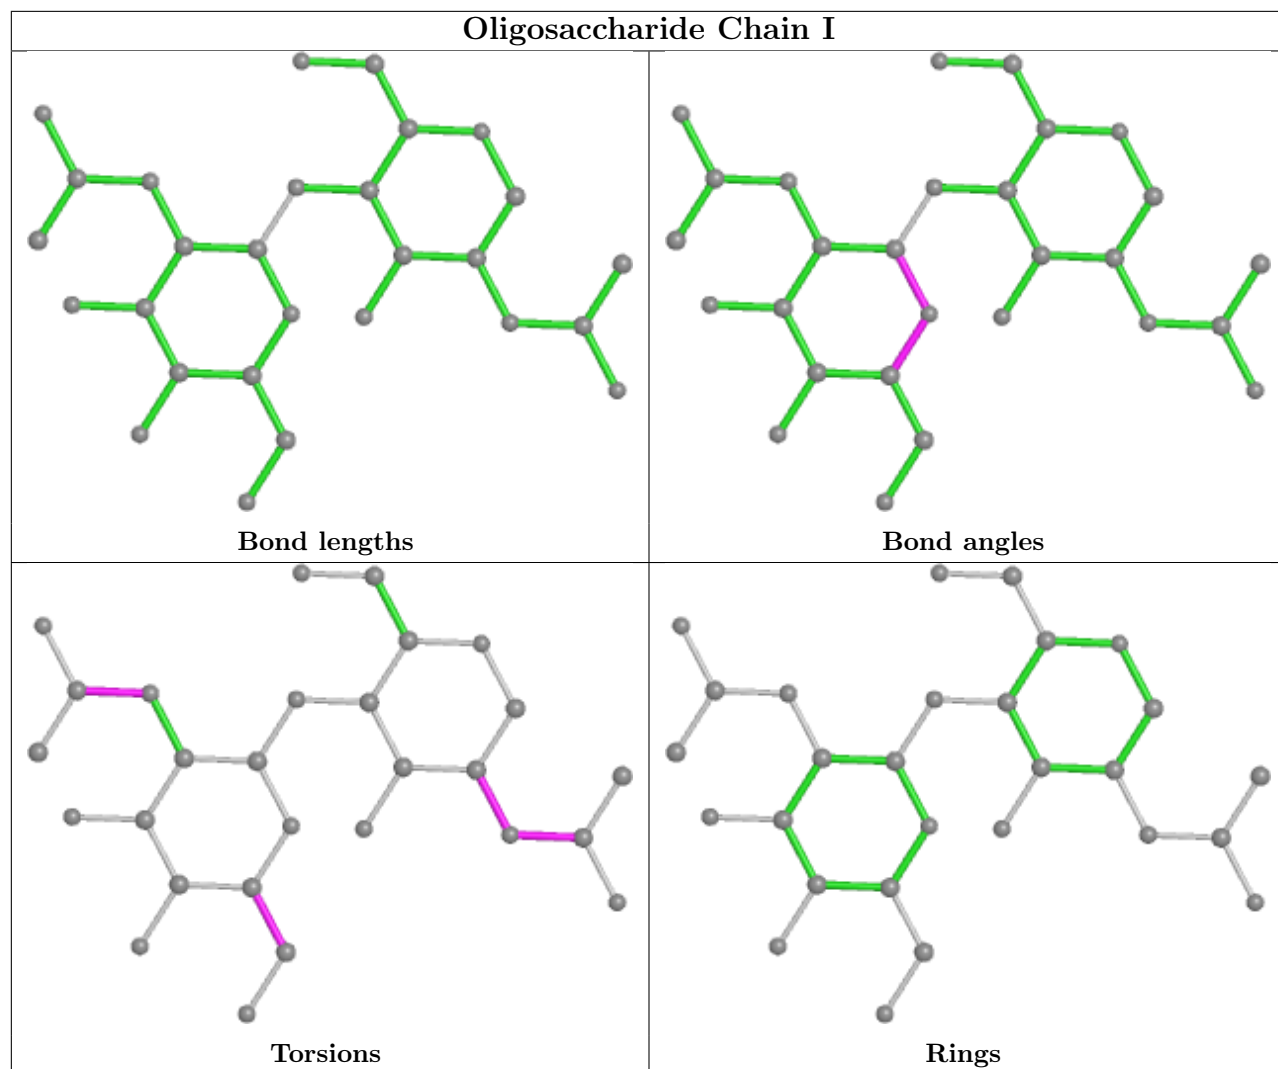 Oligosaccharide Chain I
Bond lengths
Bond angles
Torsions
Rings